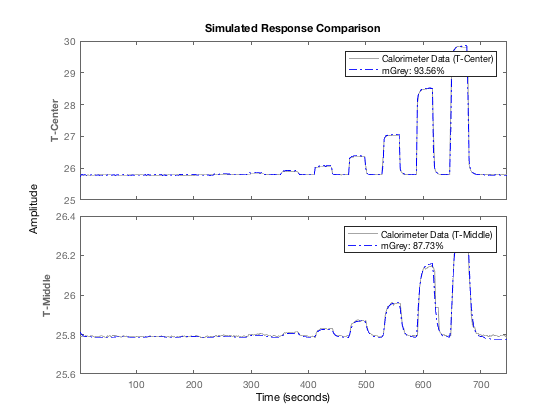 Simulated Response Comparison
30
29
28
27
26
25
T-Center
Calorimeter Data (T-Center)
mGrey: 93.56%
Amplitude
26.4
26.2
26
25.8
25.6
T-Middle
Calorimeter Data (T-Middle)
mGrey: 87.73%
100 200 300 400 500 600 700
Time (seconds)